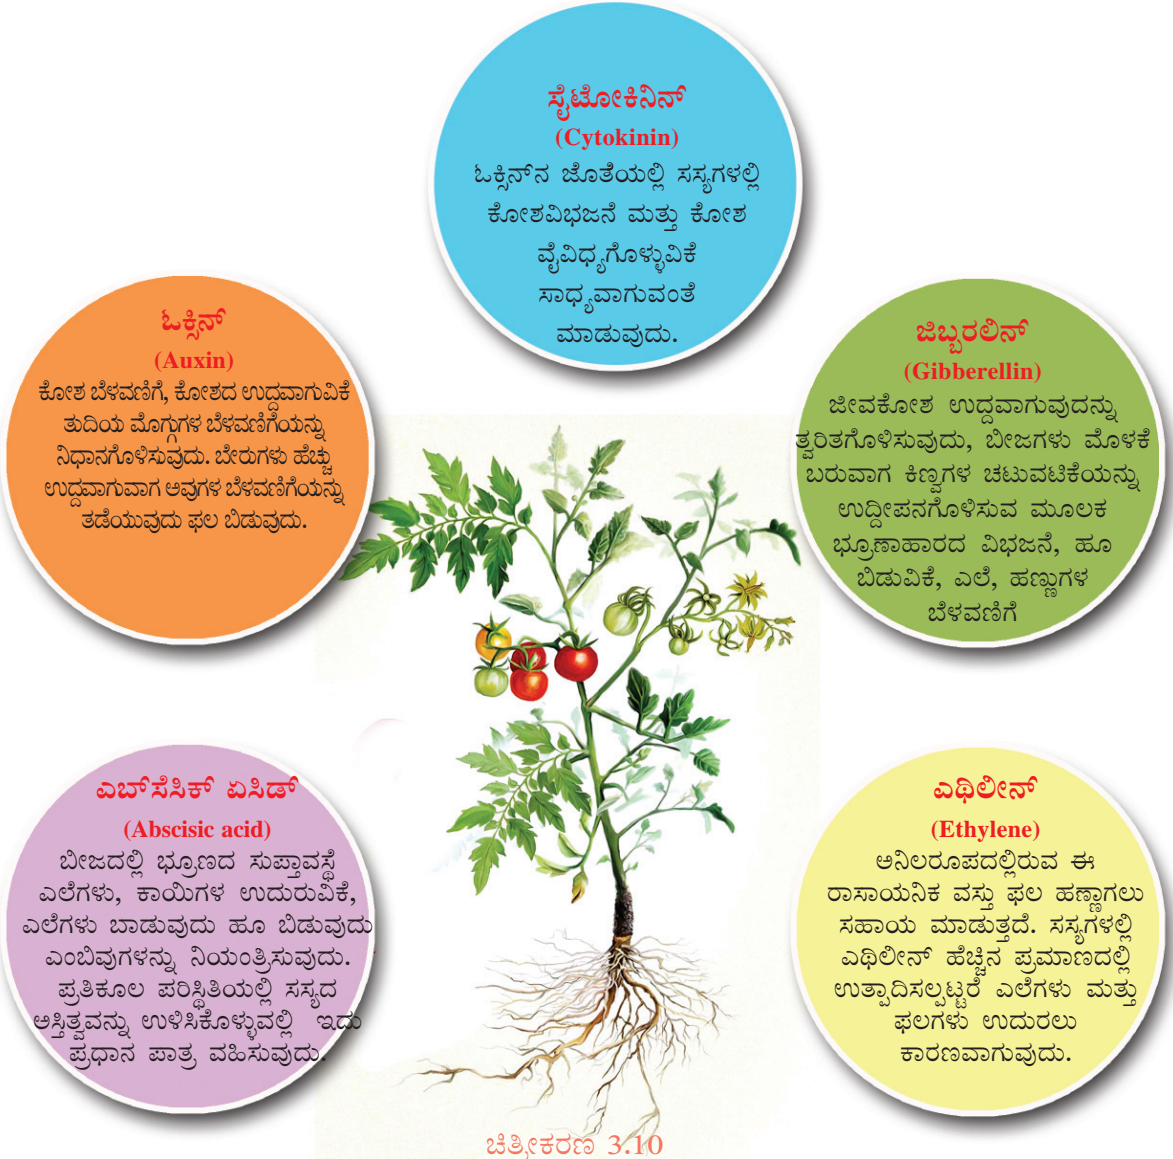 ಸೈಟೋಕಿನಿನ್
(Cytokinin)
ಓಕ್ಸಿನ್‌ನ ಜೊತೆಯಲ್ಲಿ ಸಸ್ಯಗಳಲ್ಲಿ
ಕೋಶವಿಭಜನೆ ಮತ್ತು ಕೋಶ
ವೈವಿಧ್ಯಗೊಳ್ಳುವಿಕೆ
ಸಾಧ್ಯವಾಗುವಂತೆ
ಮಾಡುವುದು.
ಓಕ್ಸಿನ್
(Auxin)
ಕೋಶ ಬೆಳವಣಿಗೆ, ಕೋಶದ ಉದ್ದವಾಗುವಿಕೆ
ತುದಿಯ ಮೊಗ್ಗುಗಳ ಬೆಳವಣಿಗೆಯನ್ನು
ನಿಧಾನಗೊಳಿಸುವುದು. ಬೇರುಗಳು ಹೆಚ್ಚು
ಉದ್ದವಾಗುವಾಗ ಅವುಗಳ ಬೆಳವಣಿಗೆಯನ್ನು
ತಡೆಯುವುದು ಫಲ ಬಿಡುವುದು.
ಜಿಬ್ಬರಲಿನ್
(Gibberellin)
ಜೀವಕೋಶ ಉದ್ದವಾಗುವುದನ್ನು
ತ್ವರಿತಗೊಳಿಸುವುದು, ಬೀಜಗಳು ಮೊಳಕೆ
ಬರುವಾಗ ಕಿಣ್ವಗಳ ಚಟುವಟಿಕೆಯನ್ನು
ಉದ್ದೀಪನಗೊಳಿಸುವ ಮೂಲಕ
ಭ್ರೂಣಾಹಾರದ ವಿಭಜನೆ, ಹೂ
ಬಿಡುವಿಕೆ, ಎಲೆ, ಹಣ್ಣುಗಳ
ಬೆಳವಣಿಗೆ
ಎಬ್‌ಸೆಸಿಕ್ ಏಸಿಡ್
(Abscisic acid)
ಬೀಜದಲ್ಲಿ ಭ್ರೂಣದ ಸುಪ್ತಾವಸ್ಥೆ
ಎಲೆಗಳು, ಕಾಯಿಗಳ ಉದುರುವಿಕೆ,
ಎಲೆಗಳು ಬಾಡುವುದು ಹೂ ಬಿಡುವುದು
ಎಂಬಿವುಗಳನ್ನು ನಿಯಂತ್ರಿಸುವುದು.
ಪ್ರತಿಕೂಲ ಪರಿಸ್ಥಿತಿಯಲ್ಲಿ ಸಸ್ಯದ
ಅಸ್ತಿತ್ವವನ್ನು ಉಳಿಸಿಕೊಳ್ಳುವಲ್ಲಿ ಇದು
ಪ್ರಧಾನ ಪಾತ್ರ ವಹಿಸುವುದು.
ಎಥಿಲೀನ್
(Ethylene)
ಅನಿಲರೂಪದಲ್ಲಿರುವ ಈ
ರಾಸಾಯನಿಕ ವಸ್ತು ಫಲ ಹಣ್ಣಾಗಲು
ಸಹಾಯ ಮಾಡುತ್ತದೆ. ಸಸ್ಯಗಳಲ್ಲಿ
ಎಥಿಲೀನ್ ಹೆಚ್ಚಿನ ಪ್ರಮಾಣದಲ್ಲಿ
ಉತ್ಪಾದಿಸಲ್ಪಟ್ಟರೆ ಎಲೆಗಳು ಮತ್ತು
ಫಲಗಳು ಉದುರಲು
ಕಾರಣವಾಗುವುದು.
ಚಿತ್ರೀಕರಣ 3.10